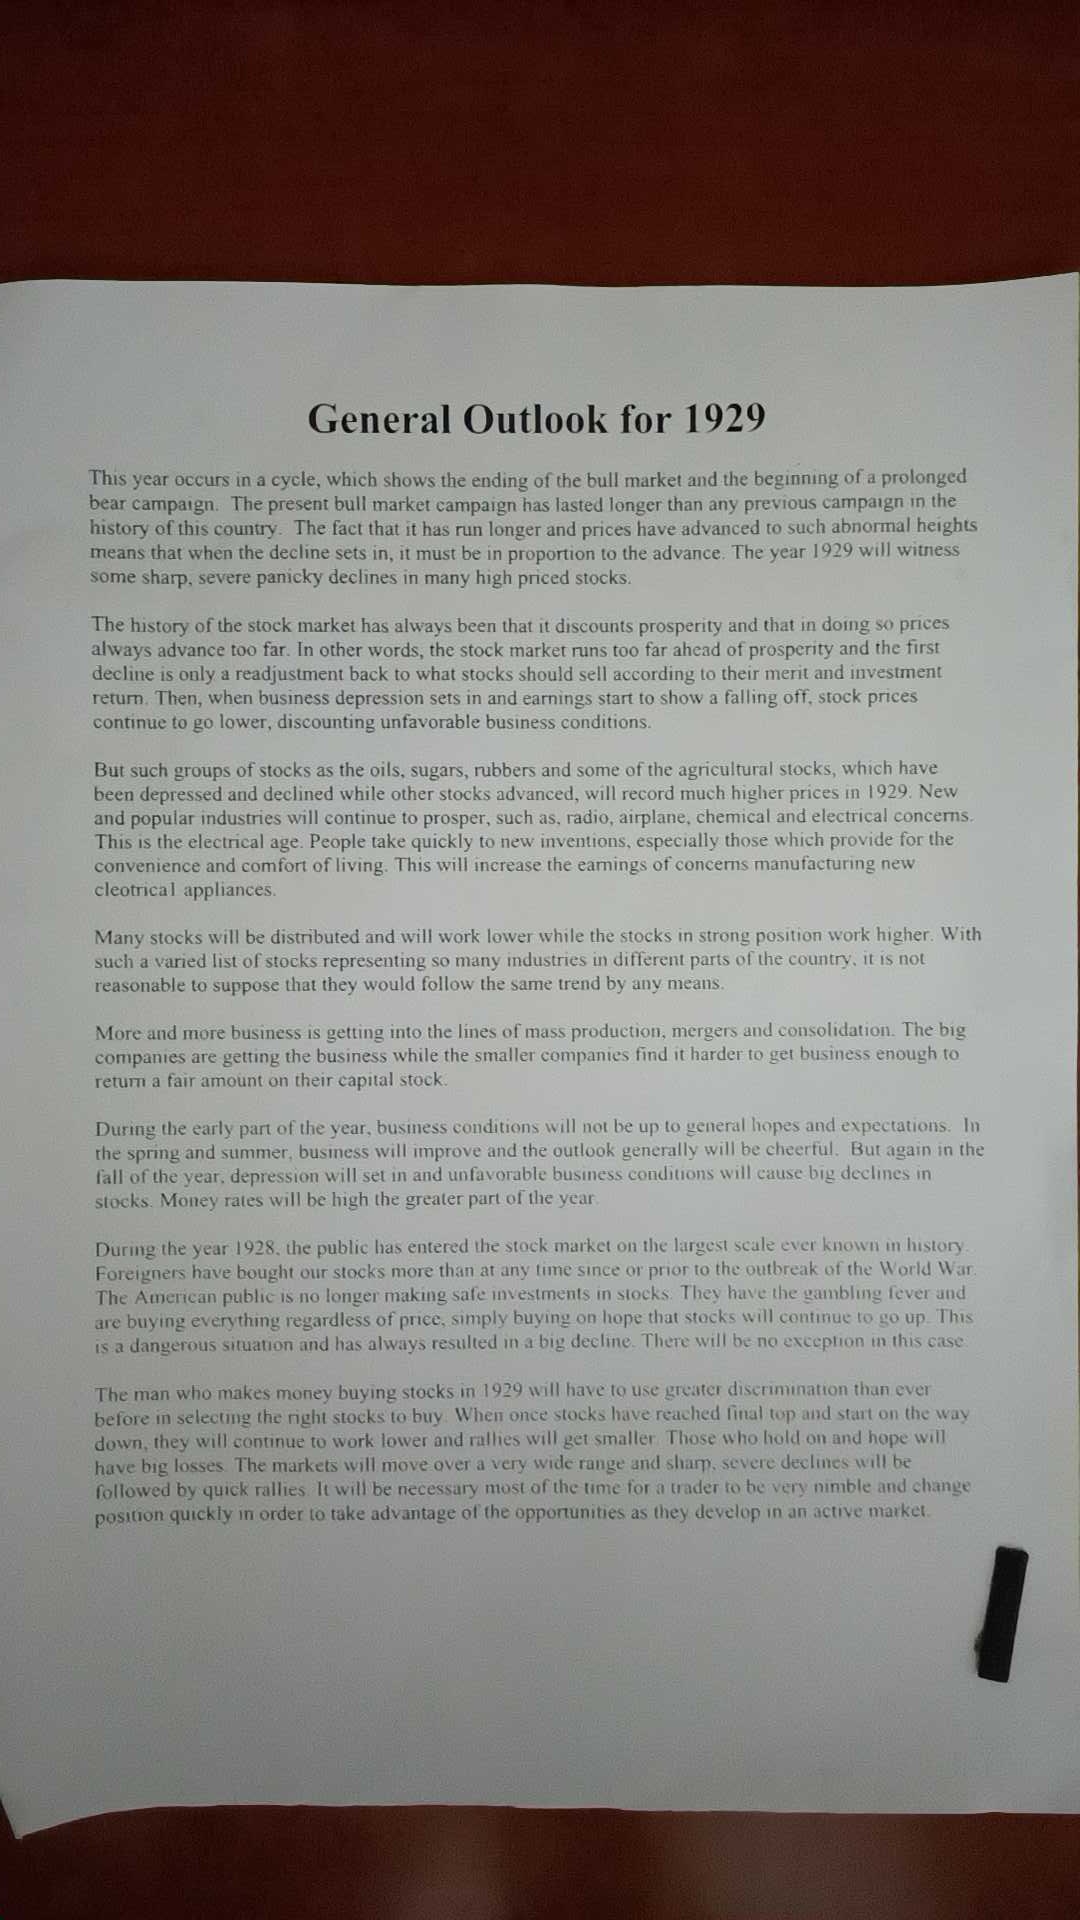 General Outlook for 1929
This year occurs in a cycle, which shows the ending of the bull market and the beginning of a prolonged
bear campaign. The present bull market campaign has lasted longer than any previous campaign in the
history of this country. The fact that it has run longer and prices have advanced to such abnormal heights
means that when the decline sets in, it must be in proportion to the advance. The year 1929 will witness
some sharp, severe panicky declines in many high priced stocks.
The history of the stock market has always been that it discounts prosperity and that in doing so prices
always advance too far. In other words, the stock market runs too far ahead of prosperity and the first
decline is only a readjustment back to what stocks should sell according to their merit and investment
return. Then, when business depression sets in and earnings start to show a falling off, stock prices
continue to go lower, discounting unfavorable business conditions.
But such groups of stocks as the oils, sugars, rubbers and some of the agricultural stocks, which have
been depressed and declined while other stocks advanced, will record much higher prices in 1929. New
and popular industries will continue to prosper, such as, radio, airplane, chemical and electrical concerns.
This is the electrical age. People take quickly to new inventions, especially those which provide for the
convenience and comfort of living. This will increase the earnings of concerns manufacturing new
cleotrical appliances.
Many stocks will be distributed and will work lower while the stocks in strong position work higher. With
such a varied list of stocks representing so many industries in different parts of the country, it is not
reasonable to suppose that they would follow the same trend by any means.
More and more business is getting into the lines of mass production, mergers and consolidation. The big
companies are getting the business while the smaller companies find it harder to get business enough to
return a fair amount on their capital stock.
During the early part of the year, business conditions will not be up to general hopes and expectations. In
the spring and summer, business will improve and the outlook generally will be cheerful. But again in the
fall of the year, depression will set in and unfavorable business conditions will cause big declines in
stocks. Money rates will be high the greater part of the year.
During the year 1928, the public has entered the stock market on the largest scale ever known in history.
Foreigners have bought our stocks more than at any time since or prior to the outbreak of the World War.
The American public is no longer making safe investments in stocks. They have the gambling fever and
are buying everything regardless of price, simply buying on hope that stocks will continue to go up. This
is a dangerous situation and has always resulted in a big decline. There will be no exception in this case.
The man who makes money buying stocks in 1929 will have to use greater discrimination than ever
before in selecting the right stocks to buy. When once stocks have reached final top and start on the way
down, they will continue to work lower and rallies will get smaller. Those who hold on and hope will
have big losses. The markets will move over a very wide range and sharp, severe declines will be
followed by quick rallies. It will be necessary most of the time for a trader to be very nimble and change
position quickly in order to take advantage of the opportunities as they develop in an active market.